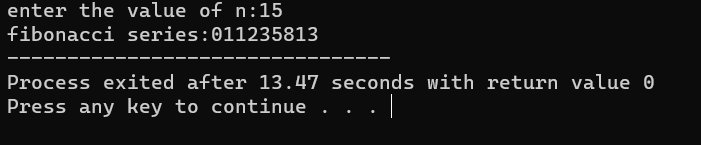 enter the value of n:15
fibonacci series:011235813
--------------------------------
Process exited after 13.47 seconds with return value 0
Press any key to continue . . .